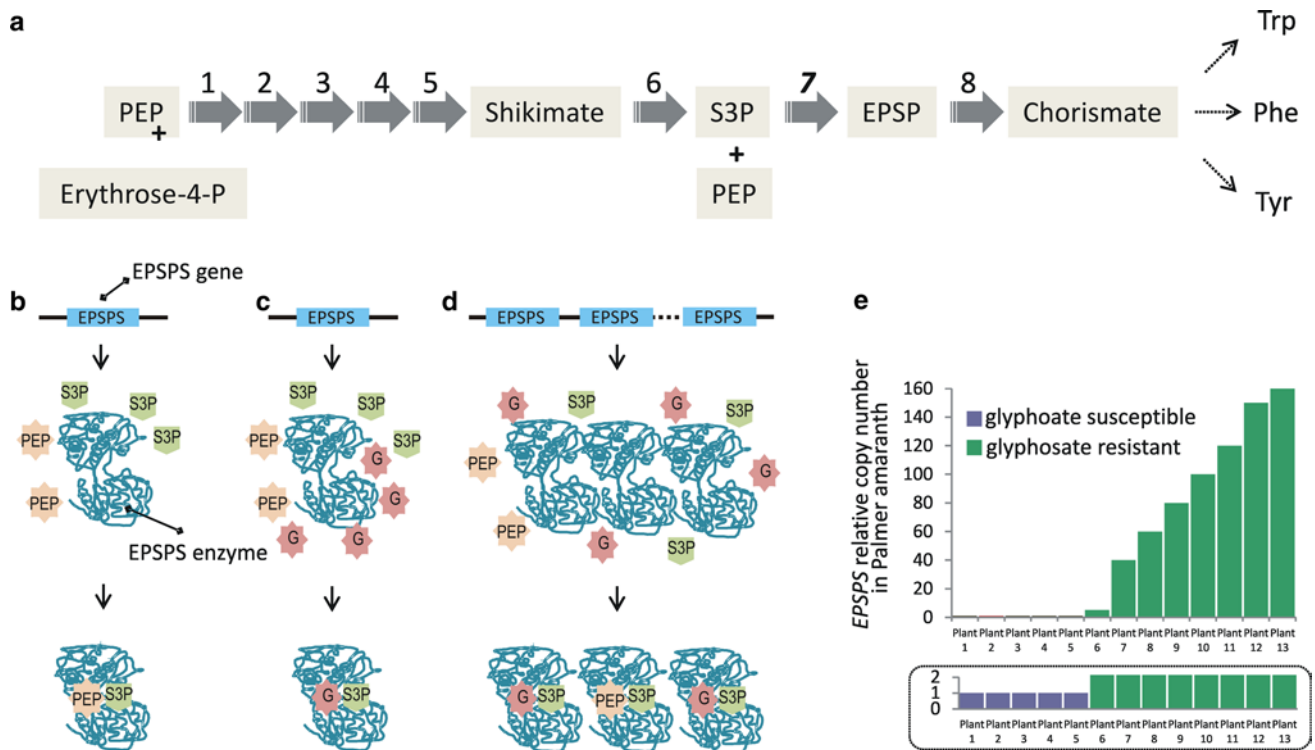 a
1 2 3 4 5 6 7 8
PEP + Shikimate S3P EPSP Chorismate
Erythrose-4-P
+
PEP
Trp
Phe
Tyr
b
EPSPS gene
EPSPS
S3P
S3P
S3P
PEP
PEP
EPSPS enzyme
PEP S3P
c
EPSPS
S3P
S3P
S3P
PEP
G
PEP
G
G
G
G S3P
d
EPSPS EPSPS EPSPS
G
S3P
G
S3P
PEP
G
PEP
G
S3P
G S3P PEP S3P G S3P
e
EPSPS relative copy number
in Palmer amaranth
160
140
120
100
80
60
40
20
0
glyphoate susceptible
glyphosate resistant
Plant Plant Plant Plant Plant Plant Plant Plant Plant Plant Plant Plant Plant
1 2 3 4 5 6 7 8 9 10 11 12 13
2
1
0
Plant Plant Plant Plant Plant Plant Plant Plant Plant Plant Plant Plant Plant
1 2 3 4 5 6 7 8 9 10 11 12 13